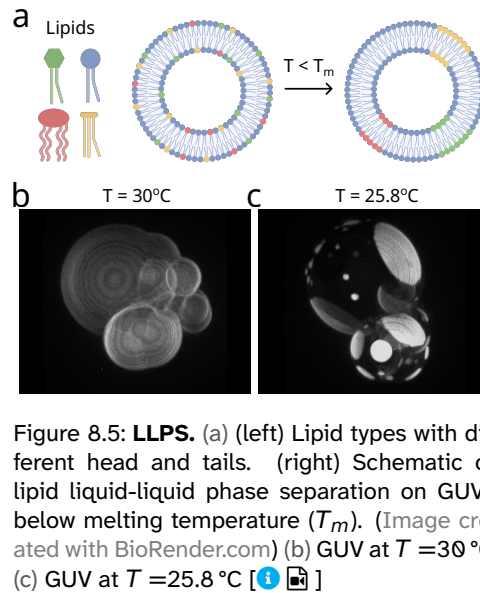 a
Lipids
T < Tm
b
T = 30°C
c
T = 25.8°C
Figure 8.5: LLPS. (a) (left) Lipid types with di
ferent head and tails. (right) Schematic o
lipid liquid-liquid phase separation on GUV
below melting temperature (Tm). (Image cre
ated with BioRender.com) (b) GUV at T =30 °
(c) GUV at T =25.8 °C [ i ]